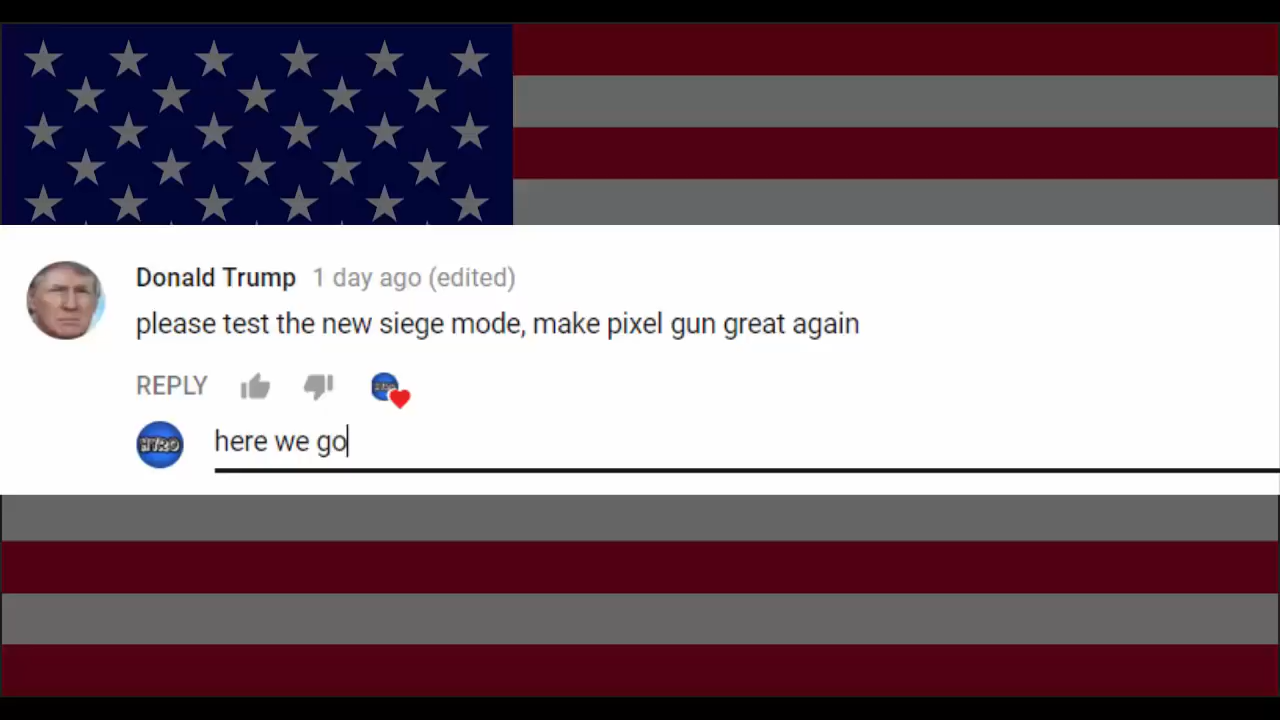 Donald Trump 1 day ago (edited)
please test the new siege mode, make pixel gun great again
REPLY
HYRO
here we go